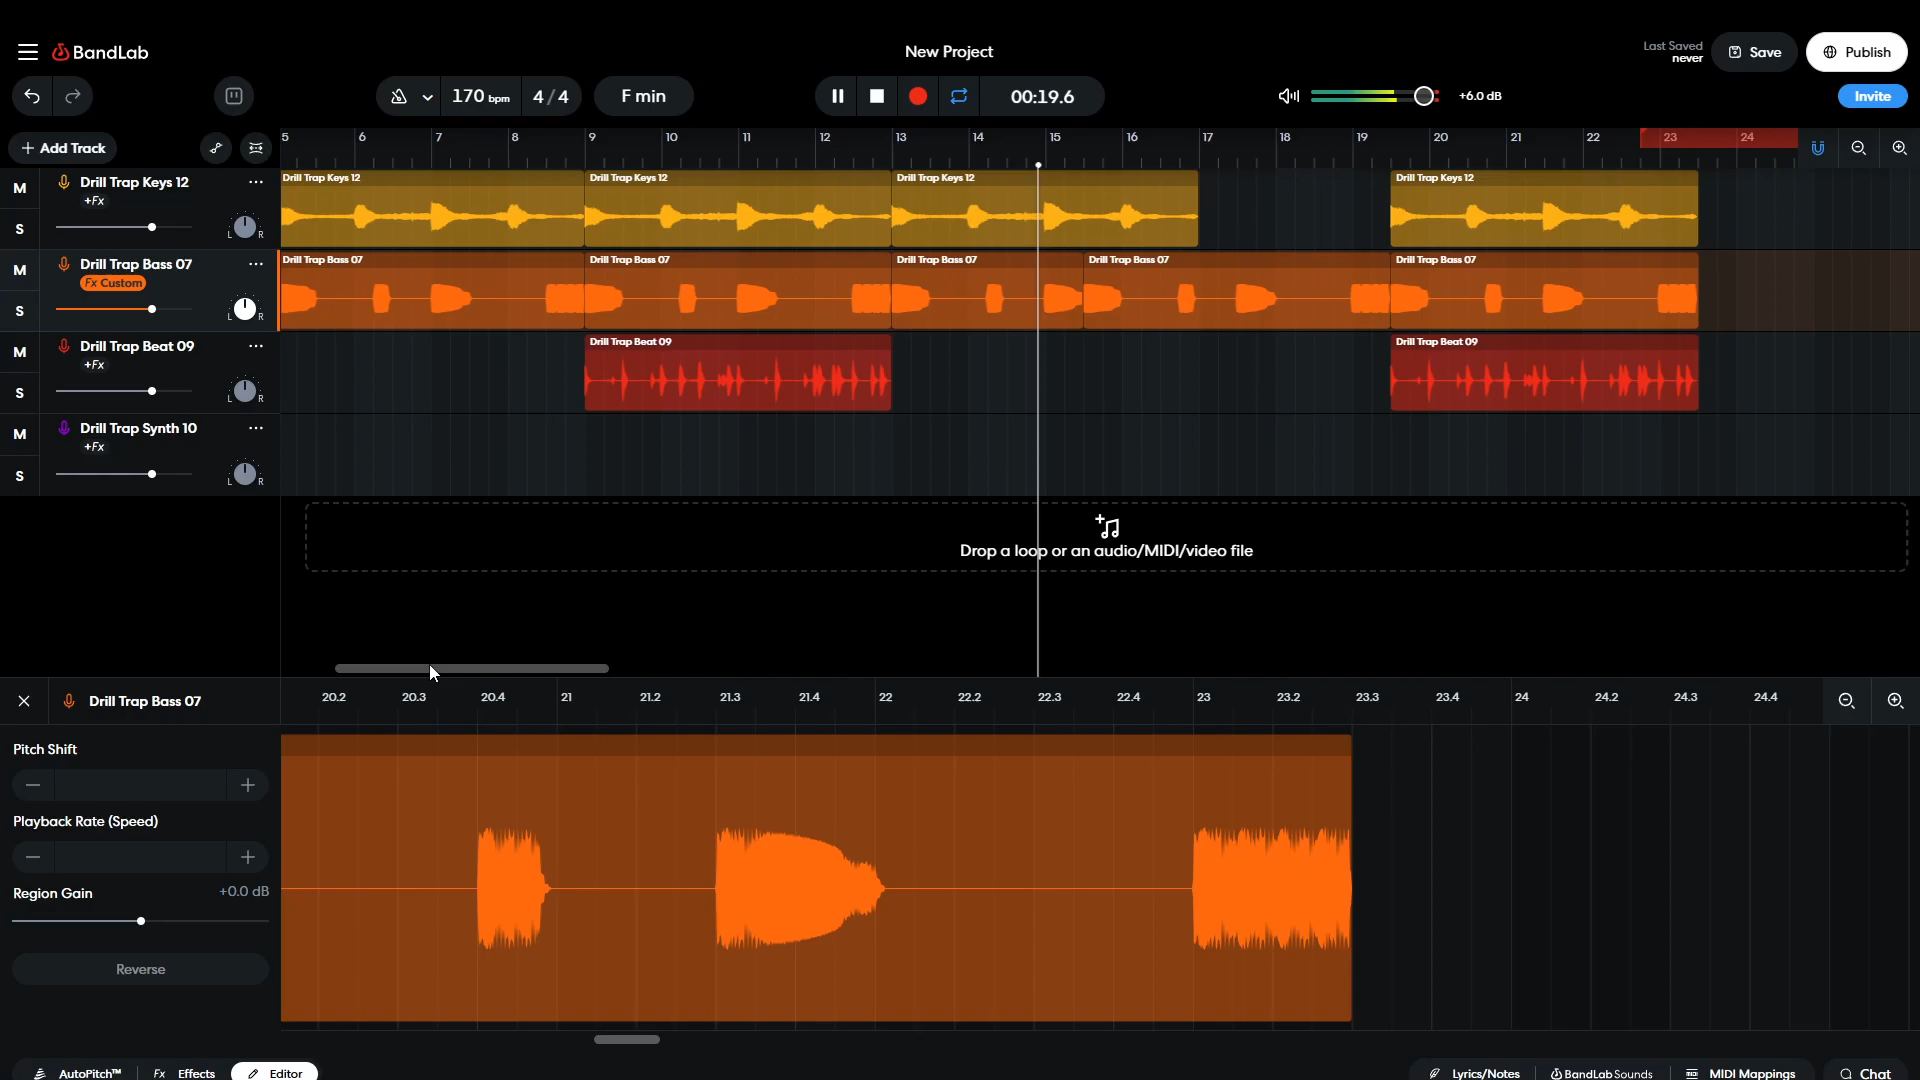 BandLab
New Project
Last Saved
never
Save
Publish
170 bpm
4/4
F min
00:19.6
+6.0 dB
Invite
Add Track
5 6 7 8 9 10 11 12 13 14 15 16 17 18 19 20 21 22 23 24
M
S
Drill Trap Keys 12
+Fx
L R
Drill Trap Keys 12
Drill Trap Keys 12
Drill Trap Keys 12
Drill Trap Keys 12
M
S
Drill Trap Bass 07
Fx Custom
L R
Drill Trap Bass 07
Drill Trap Bass 07
Drill Trap Bass 07
Drill Trap Bass 07
Drill Trap Bass 07
M
S
Drill Trap Beat 09
+Fx
L R
Drill Trap Beat 09
Drill Trap Beat 09
M
S
Drill Trap Synth 10
+Fx
L R
Drop a loop or an audio/MIDI/video file
Drill Trap Bass 07
20.2 20.3 20.4 21 21.2 21.3 21.4 22 22.2 22.3 22.4 23 23.2 23.3 23.4 24 24.2 24.3 24.4
Pitch Shift
Playback Rate (Speed)
Region Gain
+0.0 dB
Reverse
AutoPitch™
Fx Effects
Editor
Lyrics/Notes
BandLab Sounds
MIDI Mappings
Chat